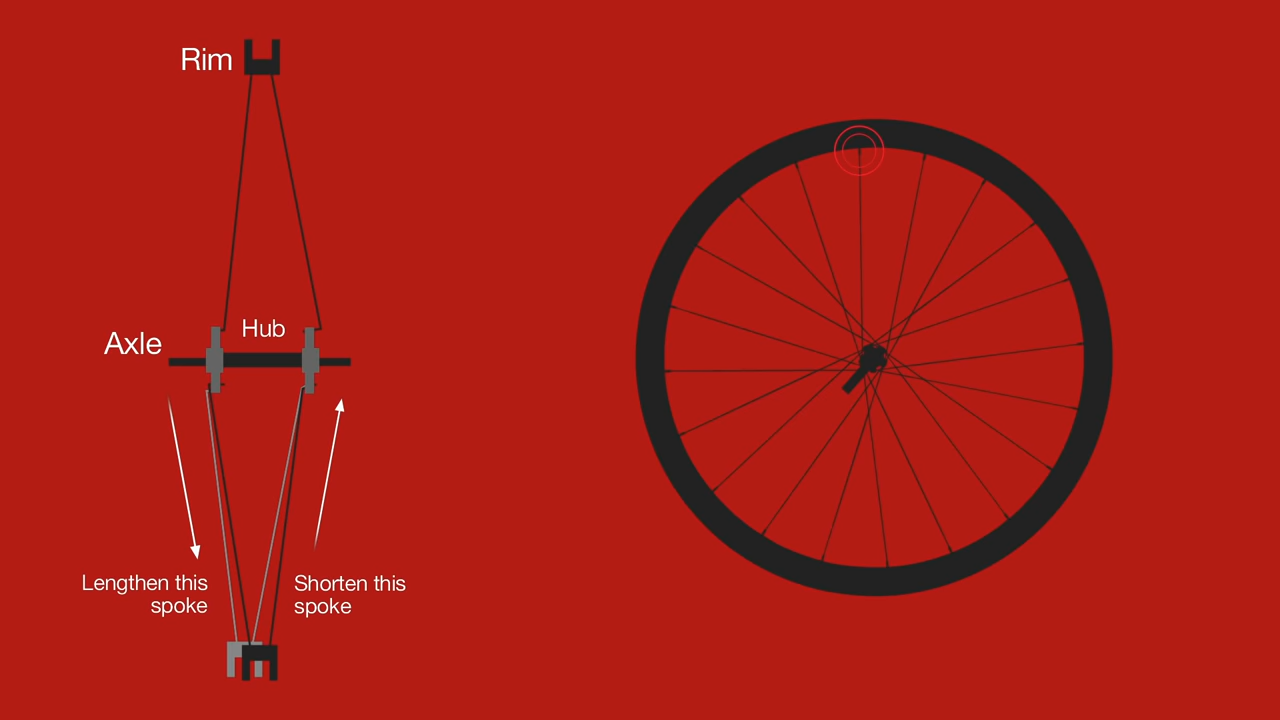 Rim
Hub
Axle
Lengthen this
spoke
Shorten this
spoke